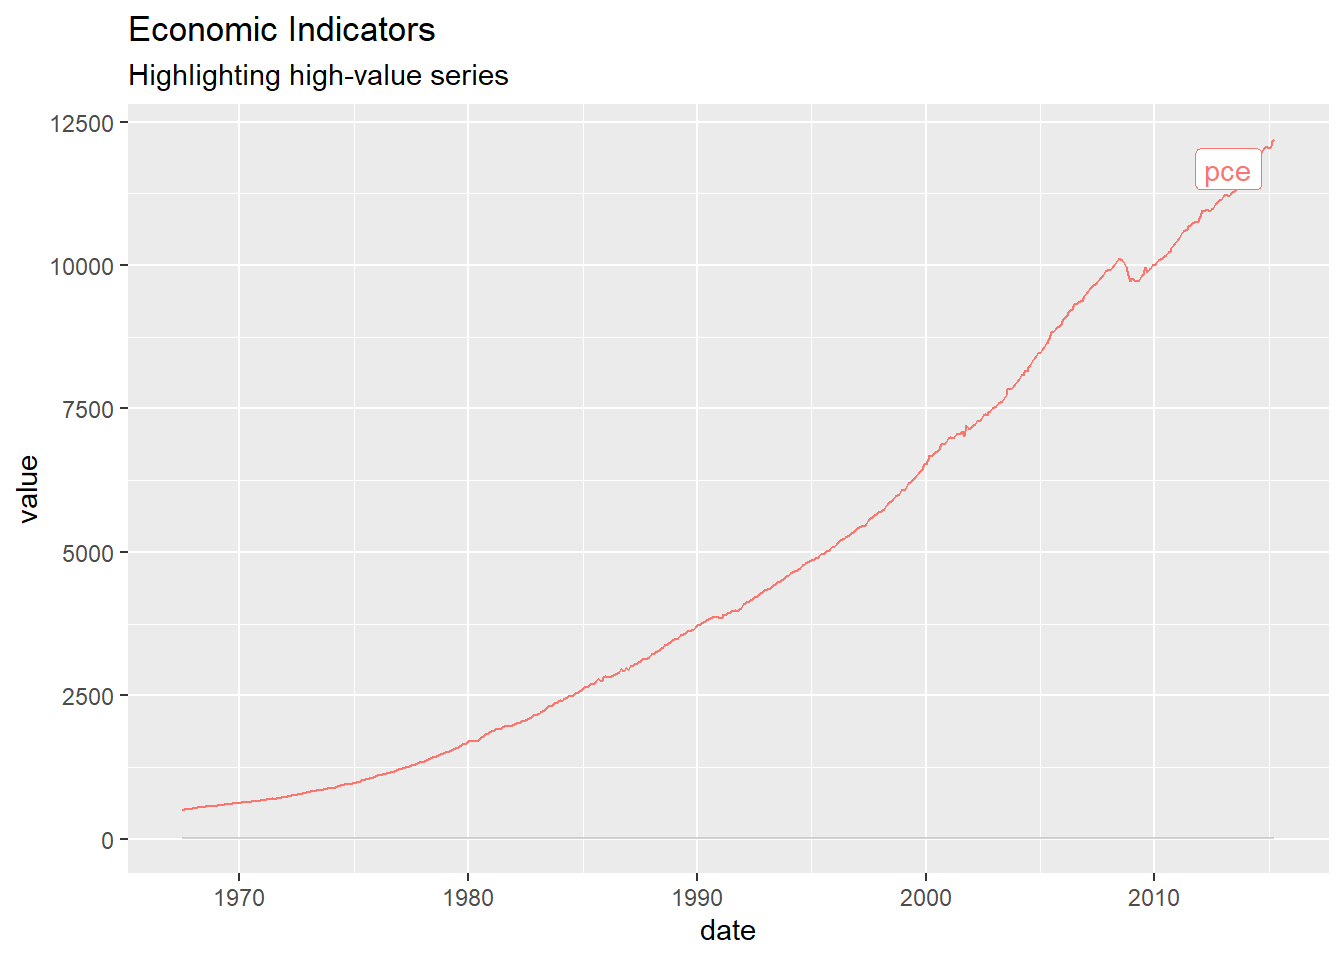 Economic Indicators
Highlighting high-value series
12500
10000
7500
5000
2500
0
value
pce
1970 1980 1990 2000 2010
date